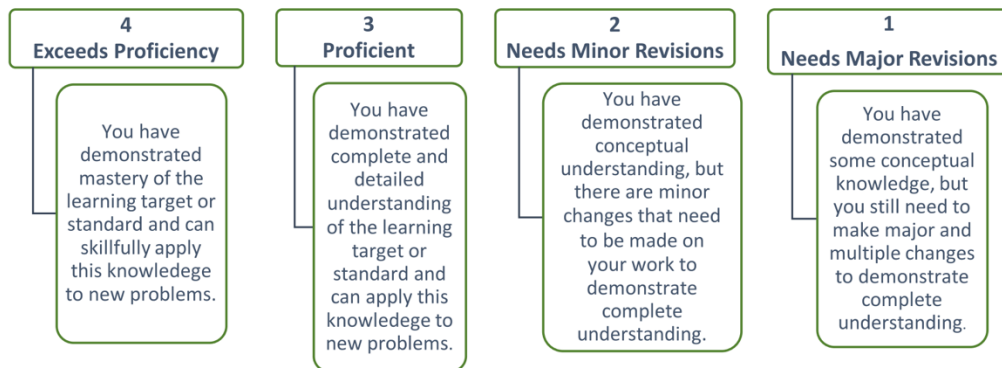 4
Exceeds Proficiency
You have
demonstrated
mastery of the
learning target or
standard and can
skillfully apply
this knowledege
to new problems.
3
Proficient
You have
demonstrated
complete and
detailed
understanding
of the learning
target or
standard and
can apply this
knowledege to
new problems.
2
Needs Minor Revisions
You have
demonstrated
conceptual
understanding, but
there are minor
changes that need
to be made on
your work to
demonstrate
complete
understanding.
1
Needs Major Revisions
You have
demonstrated
some conceptual
knowledge, but
you still need to
make major and
multiple changes
to demonstrate
complete
understanding.